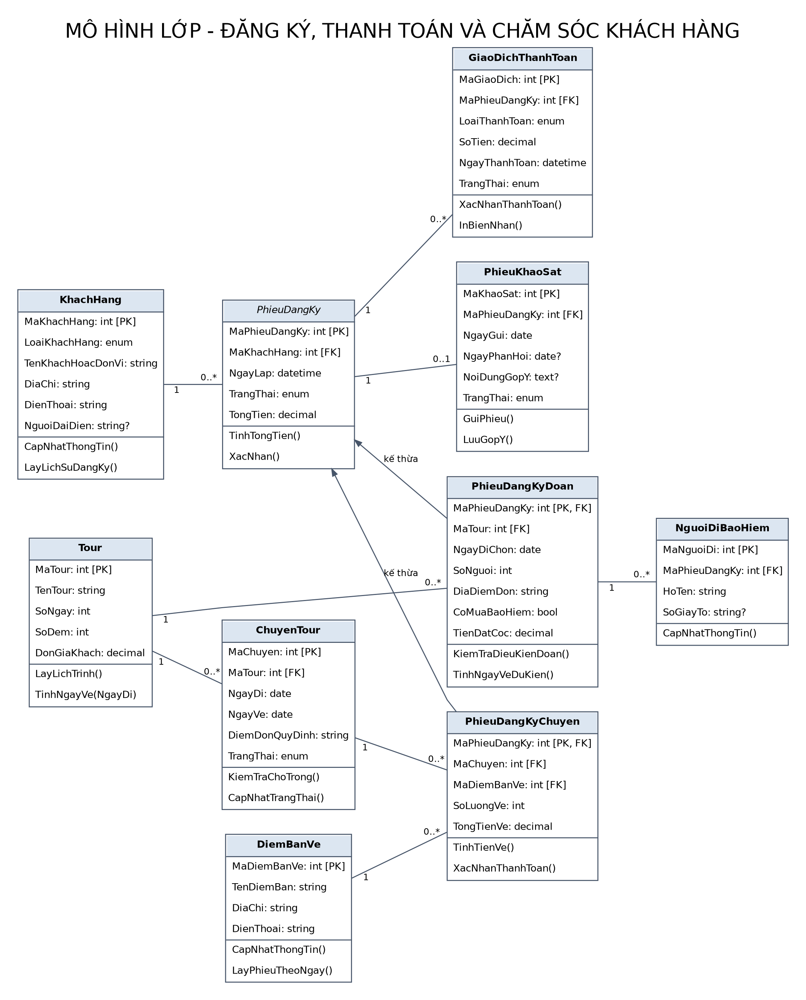 MÔ HÌNH LỚP - ĐĂNG KÝ, THANH TOÁN VÀ CHĂM SÓC KHÁCH HÀNG
GiaoDichThanhToan
MaGiaoDich: int [PK]
MaPhieuDangKy: int [FK]
LoaiThanhToan: enum
SoTien: decimal
NgayThanhToan: datetime
TrangThai: enum
XacNhanThanhToan()
InBienNhan()
0..*
1
PhieuKhaoSat
MaKhaoSat: int [PK]
MaPhieuDangKy: int [FK]
NgayGui: date
NgayPhanHoi: date?
NoiDungGopY: text?
TrangThai: enum
GuiPhieu()
LuuGopY()
0..1
1
KhachHang
MaKhachHang: int [PK]
LoaiKhachHang: enum
TenKhachHoacDonVi: string
DiaChi: string
DienThoai: string
NguoiDaiDien: string?
CapNhatThongTin()
LayLichSuDangKy()
1
0..*
PhieuDangKy
MaPhieuDangKy: int [PK]
MaKhachHang: int [FK]
NgayLap: datetime
TrangThai: enum
TongTien: decimal
TinhTongTien()
XacNhan()
kế thừa
kế thừa
PhieuDangKyDoan
MaPhieuDangKy: int [PK, FK]
MaTour: int [FK]
NgayDiChon: date
SoNguoi: int
DiaDiemDon: string
CoMuaBaoHiem: bool
TienDatCoc: decimal
KiemTraDieuKienDoan()
TinhNgayVeDuKien()
1
0..*
NguoiDiBaoHiem
MaNguoiDi: int [PK]
MaPhieuDangKy: int [FK]
HoTen: string
SoGiayTo: string?
CapNhatThongTin()
Tour
MaTour: int [PK]
TenTour: string
SoNgay: int
SoDem: int
DonGiaKhach: decimal
LayLichTrinh()
TinhNgayVe(NgayDi)
1
0..*
1
0..*
ChuyenTour
MaChuyen: int [PK]
MaTour: int [FK]
NgayDi: date
NgayVe: date
DiemDonQuyDinh: string
TrangThai: enum
KiemTraChoTrong()
CapNhatTrangThai()
1
0..*
PhieuDangKyChuyen
MaPhieuDangKy: int [PK, FK]
MaChuyen: int [FK]
MaDiemBanVe: int [FK]
SoLuongVe: int
TongTienVe: decimal
TinhTienVe()
XacNhanThanhToan()
0..*
1
DiemBanVe
MaDiemBanVe: int [PK]
TenDiemBan: string
DiaChi: string
DienThoai: string
CapNhatThongTin()
LayPhieuTheoNgay()